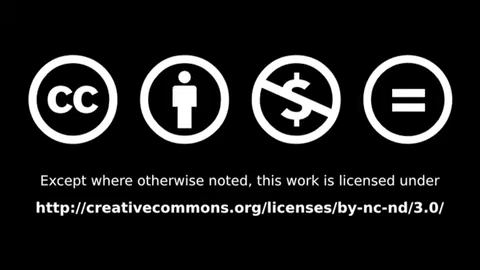 cc
$
=
Except where otherwise noted, this work is licensed under
http://creativecommons.org/licenses/by-nc-nd/3.0/